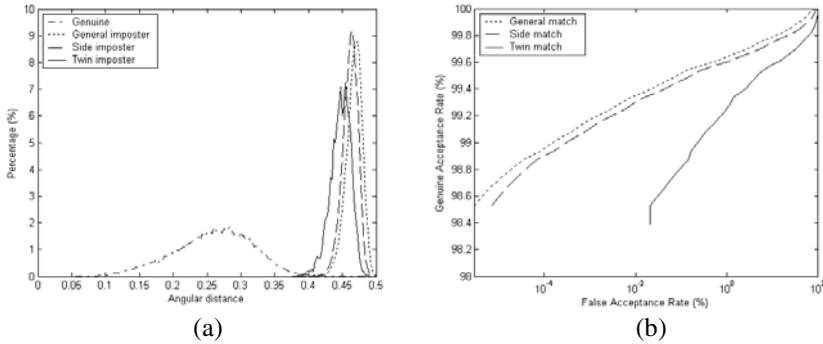 Genuine
General imposter
Side imposter
Twin imposter
Percentage (%)
10
9
8
7
6
5
4
3
2
1
0
0 0.05 0.1 0.15 0.2 0.25 0.3 0.35 0.4 0.45 0.5
Angular distance
(a)
General match
Side match
Twin match
Genuine Acceptance Rate (%)
100
99.8
99.6
99.4
99.2
99
98.8
98.6
98.4
98.2
98
10⁻⁴ 10⁻² 10⁰ 10²
False Acceptance Rate (%)
(b)